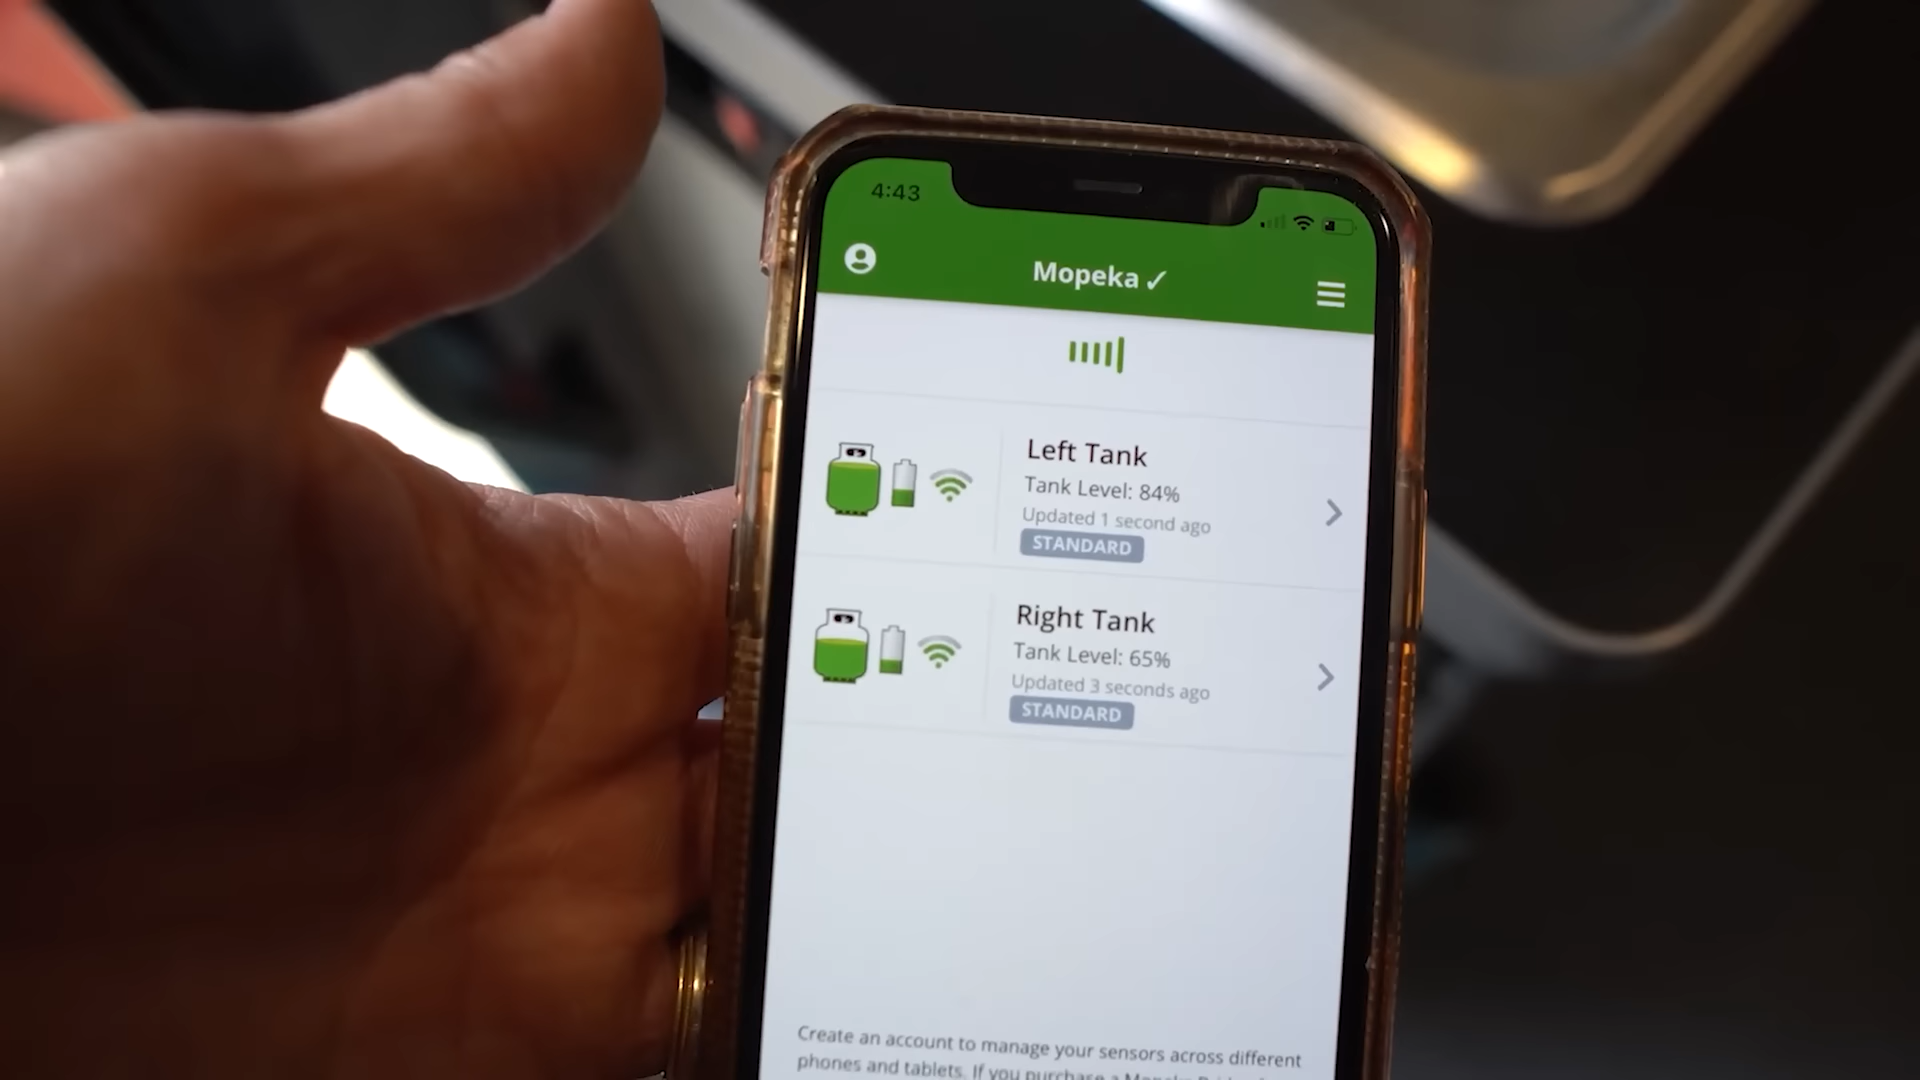 4:43
Mopeka ✓
Left Tank
Tank Level: 84%
Updated 1 second ago
STANDARD
Right Tank
Tank Level: 65%
Updated 3 seconds ago
STANDARD
Create an account to manage your sensors across different
phones and tablets. If you purchase a Mopeka